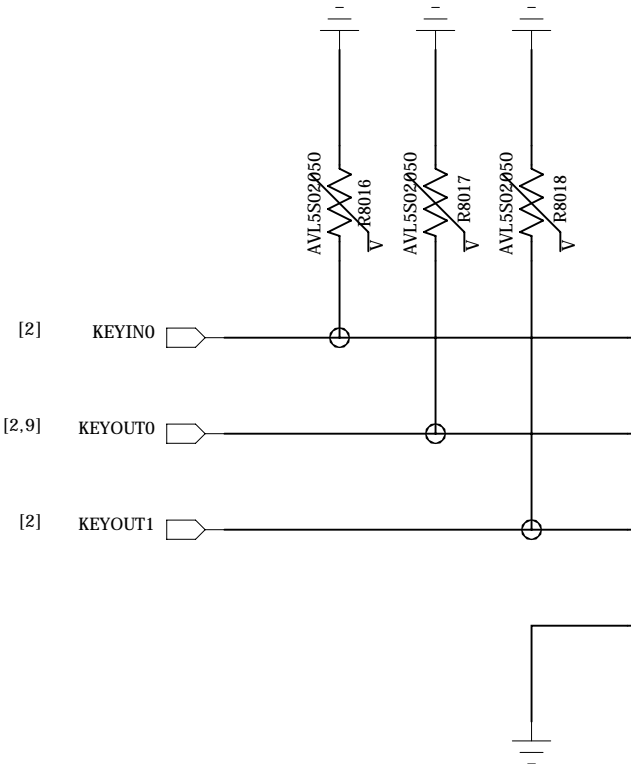 AVL5S02050
R8016
V
AVL5S02050
R8017
V
AVL5S02050
R8018
V
[2] KEYIN0
[2,9] KEYOUT0
[2] KEYOUT1